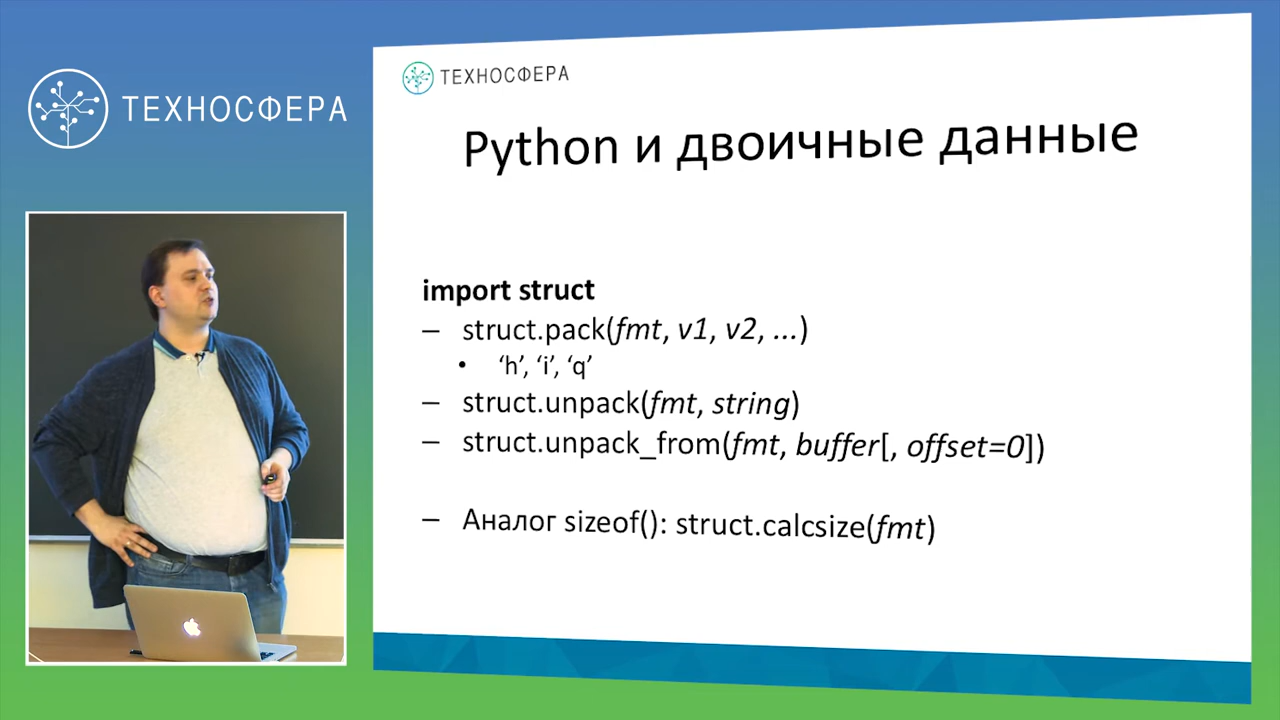 ТЕХНОСФЕРА
ТЕХНОСФЕРА
Python и двоичные данные
import struct
– struct.pack(fmt, v1, v2, ...)
• ‘h’, ‘i’, ‘q’
– struct.unpack(fmt, string)
– struct.unpack_from(fmt, buffer[, offset=0])
– Аналог sizeof(): struct.calcsize(fmt)